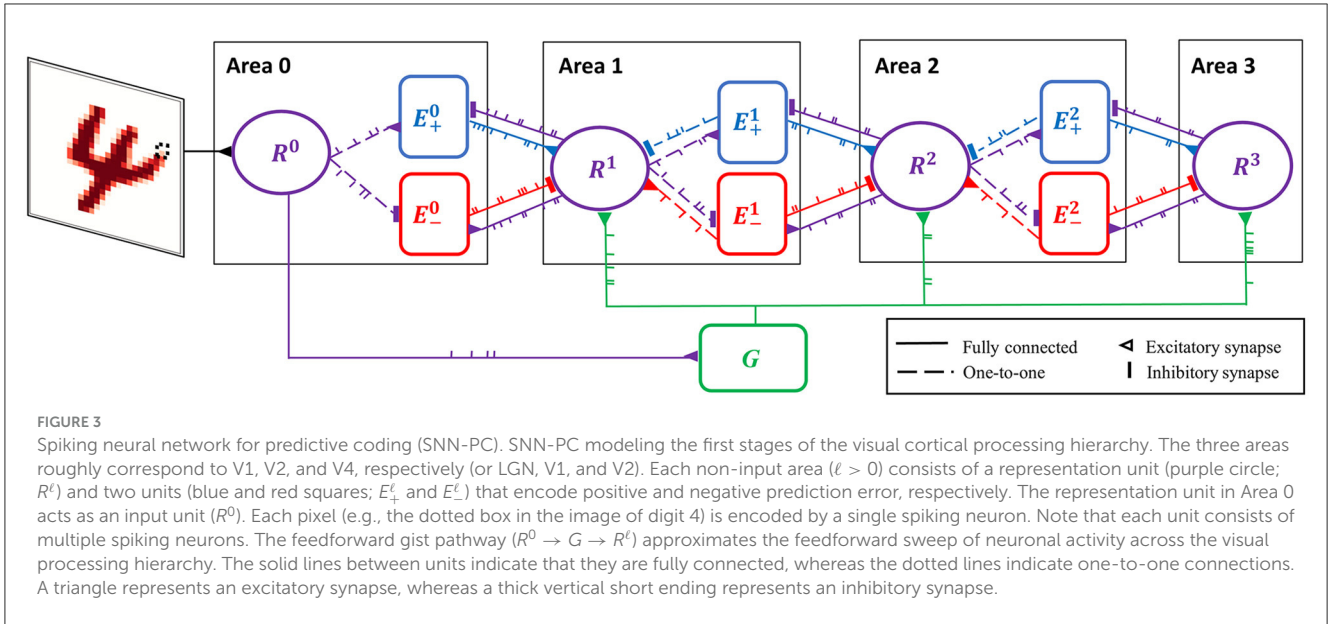 Area 0
Area 1
Area 2
Area 3
R⁰
E⁰₊
E⁰₋
R¹
E¹₊
E¹₋
R²
E²₊
E²₋
R³
G
Fully connected
One-to-one
Excitatory synapse
Inhibitory synapse
FIGURE 3
Spiking neural network for predictive coding (SNN-PC). SNN-PC modeling the first stages of the visual cortical processing hierarchy. The three areas
roughly correspond to V1, V2, and V4, respectively (or LGN, V1, and V2). Each non-input area (ℓ > 0) consists of a representation unit (purple circle;
Rℓ) and two units (blue and red squares; Eℓ₊ and Eℓ₋) that encode positive and negative prediction error, respectively. The representation unit in Area 0
acts as an input unit (R⁰). Each pixel (e.g., the dotted box in the image of digit 4) is encoded by a single spiking neuron. Note that each unit consists of
multiple spiking neurons. The feedforward gist pathway (R⁰ → G → Rℓ) approximates the feedforward sweep of neuronal activity across the visual
processing hierarchy. The solid lines between units indicate that they are fully connected, whereas the dotted lines indicate one-to-one connections.
A triangle represents an excitatory synapse, whereas a thick vertical short ending represents an inhibitory synapse.